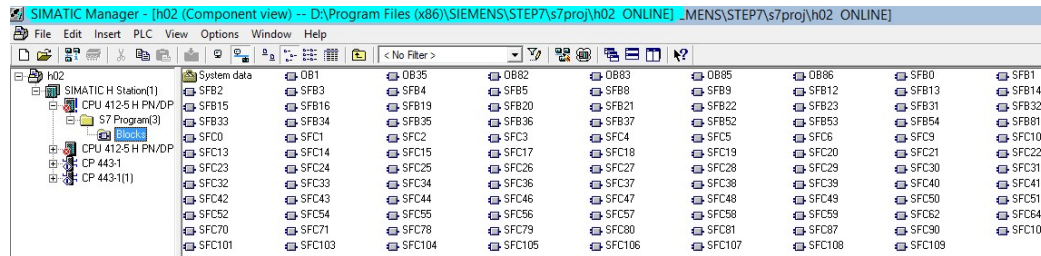 SIMATIC Manager - [h02 (Component view) -- D:\Program Files (x86)\SIEMENS\STEP7\s7proj\h02 ONLINE] _MENS\STEP7\s7proj\h02 ONLINE]
File Edit Insert PLC View Options Window Help
< No Filter >
h02 System data OB1 OB35 OB82 OB83 OB85 OB86 SFB0 SFB1
SIMATIC H Station(1) SFB2 SFB3 SFB4 SFB5 SFB8 SFB9 SFB12 SFB13 SFB14
CPU 412-5 H PN/DP SFB15 SFB16 SFB19 SFB20 SFB21 SFB22 SFB23 SFB31 SFB32
S7 Program(3) SFB33 SFB34 SFB35 SFB36 SFB37 SFB52 SFB53 SFB54 SFB81
Blocks SFC0 SFC1 SFC2 SFC3 SFC4 SFC5 SFC6 SFC9 SFC10
CPU 412-5 H PN/DP SFC13 SFC14 SFC15 SFC17 SFC18 SFC19 SFC20 SFC21 SFC22
CP 443-1 SFC23 SFC24 SFC25 SFC26 SFC27 SFC28 SFC29 SFC30 SFC31
CP 443-1(1) SFC32 SFC33 SFC34 SFC36 SFC37 SFC38 SFC39 SFC40 SFC41
SFC42 SFC43 SFC44 SFC46 SFC47 SFC48 SFC49 SFC50 SFC51
SFC52 SFC54 SFC55 SFC56 SFC57 SFC58 SFC59 SFC62 SFC64
SFC70 SFC71 SFC78 SFC79 SFC80 SFC81 SFC87 SFC90 SFC10
SFC101 SFC103 SFC104 SFC105 SFC106 SFC107 SFC108 SFC109